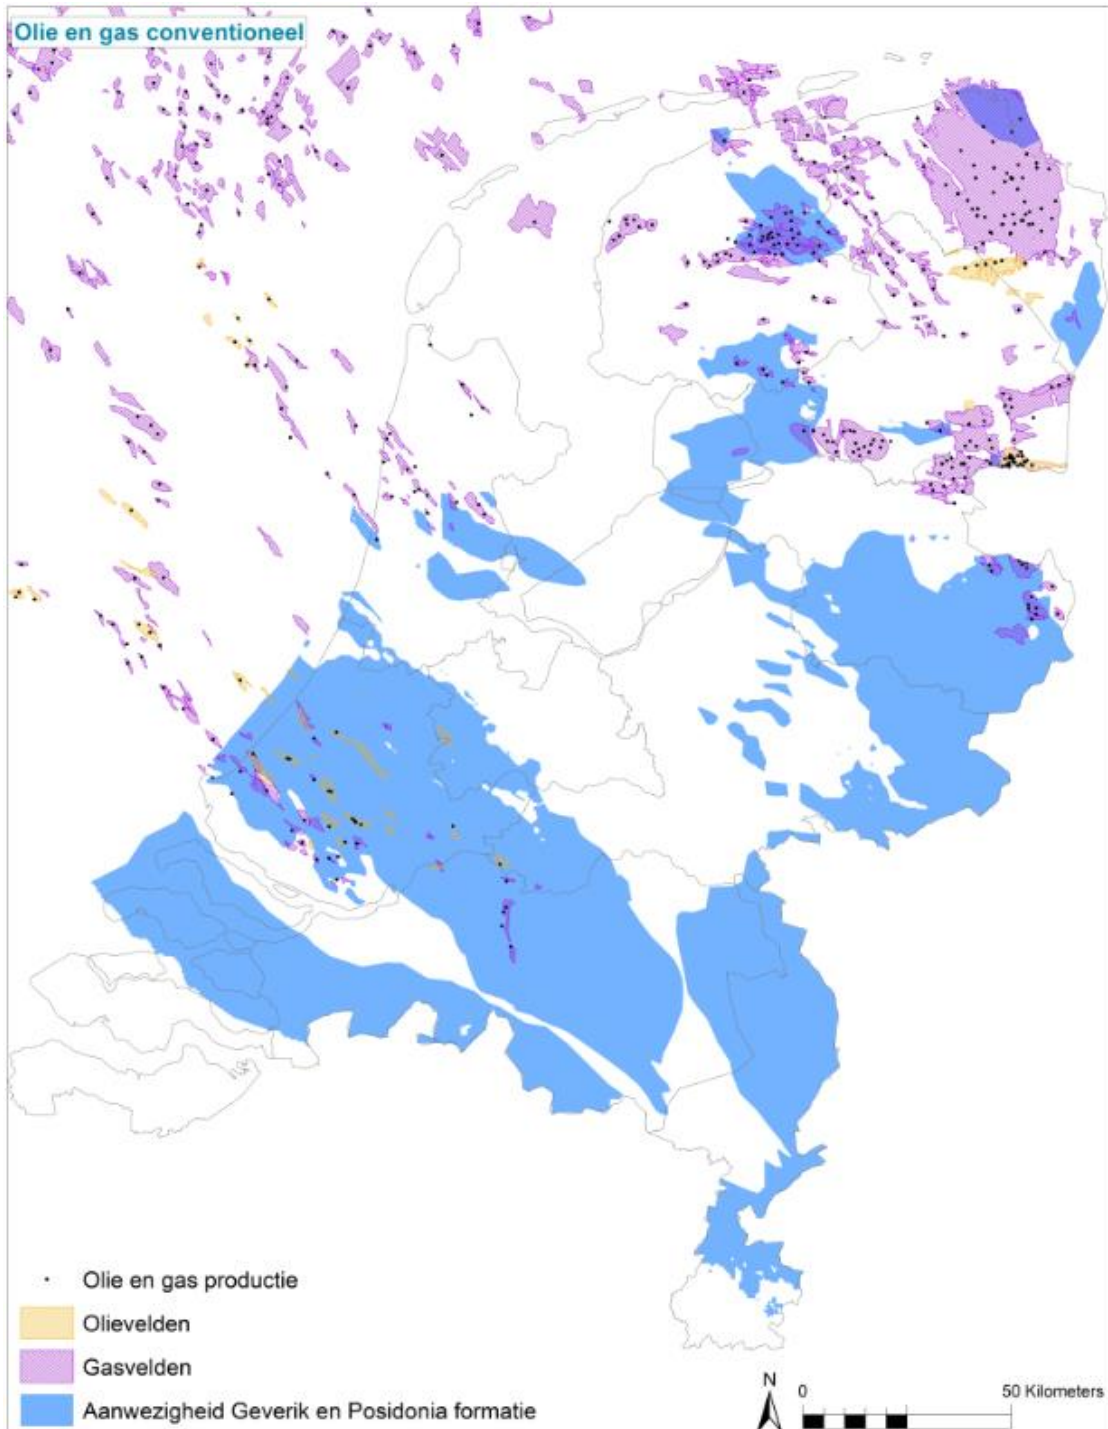 Olie en gas conventioneel
Olie en gas productie
Olievelden
Gasvelden
Aanwezigheid Geverik en Posidonia formatie
N
0 50 Kilometers